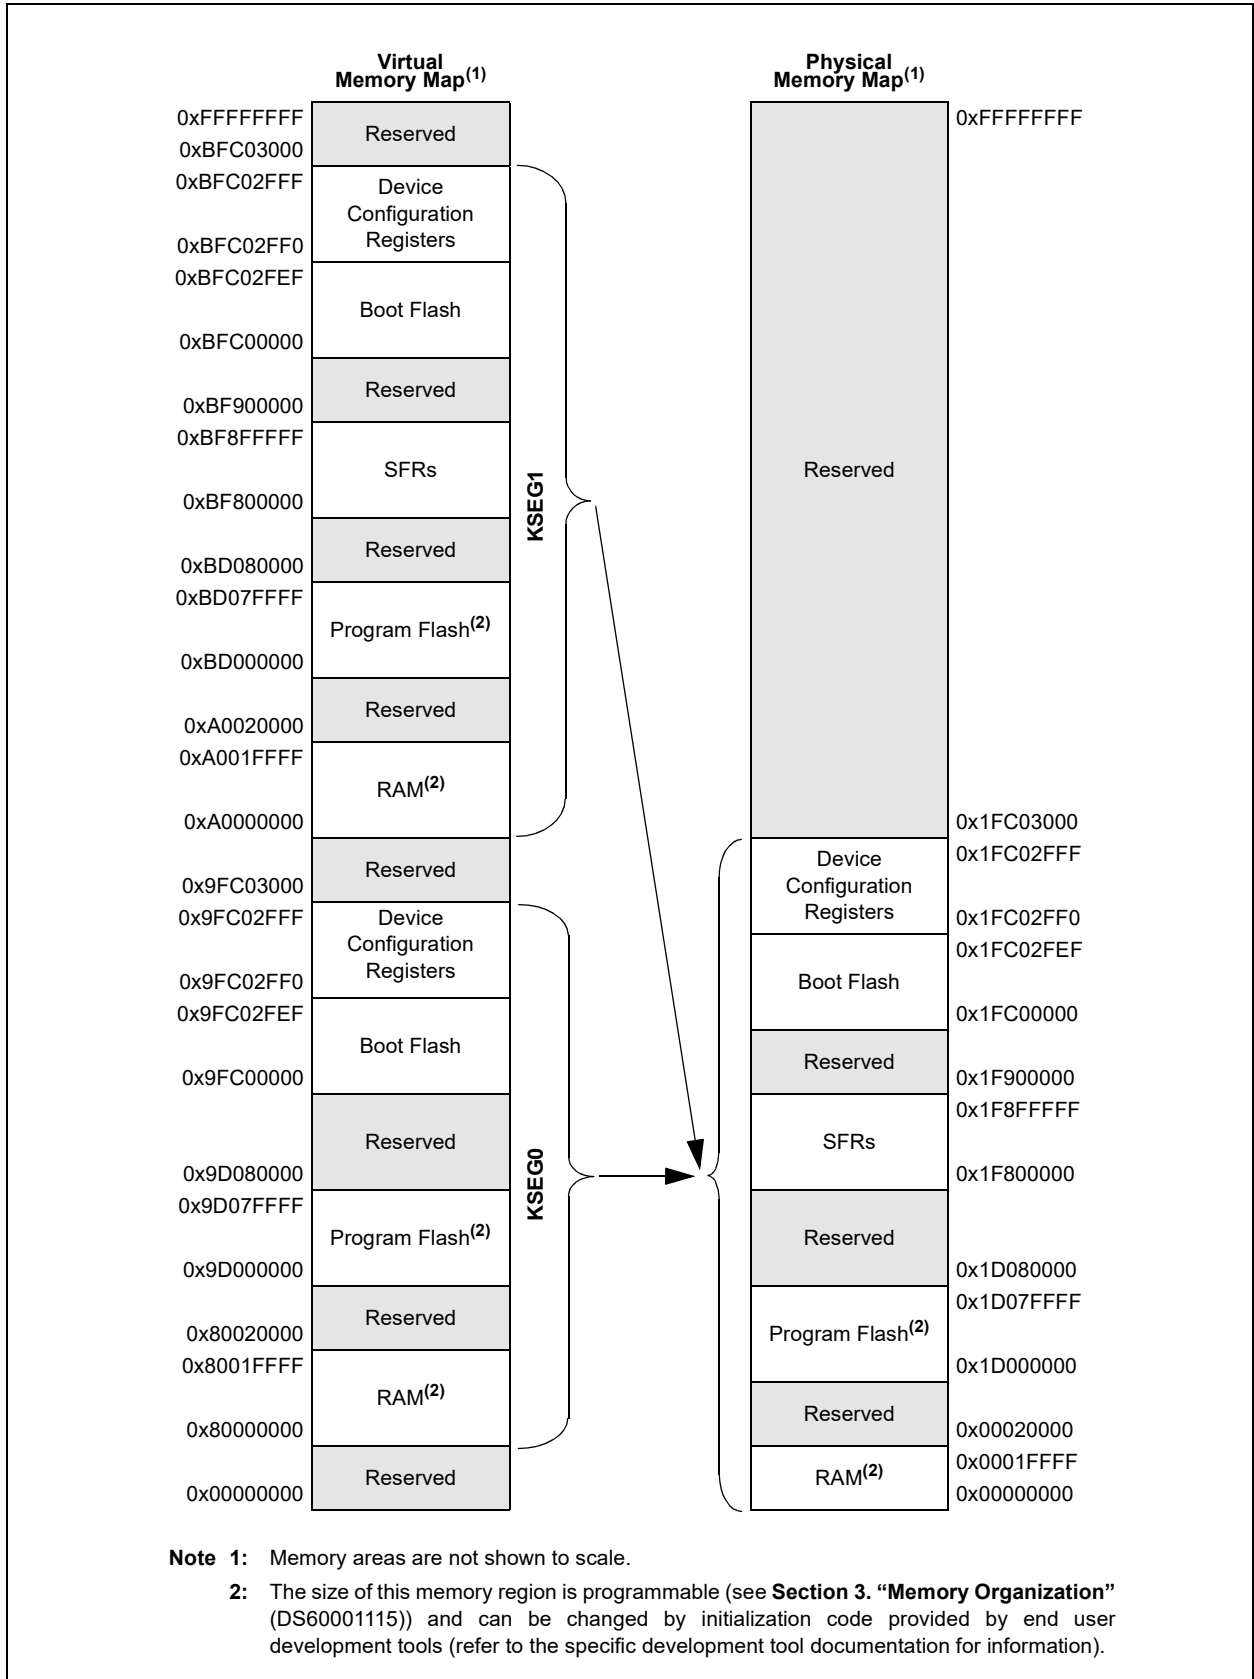 Virtual
Memory Map(1)
0xFFFFFFFF
Reserved
0xBFC03000
0xBFC02FFF
Device
Configuration
Registers
0xBFC02FF0
0xBFC02FEF
Boot Flash
0xBFC00000
Reserved
0xBF900000
0xBF8FFFFF
SFRs
0xBF800000
Reserved
0xBD080000
0xBD07FFFF
Program Flash(2)
0xBD000000
Reserved
0xA0020000
0xA001FFFF
RAM(2)
0xA0000000
KSEG1
Reserved
0x9FC03000
0x9FC02FFF
Device
Configuration
Registers
0x9FC02FF0
0x9FC02FEF
Boot Flash
0x9FC00000
Reserved
0x9D080000
0x9D07FFFF
Program Flash(2)
0x9D000000
Reserved
0x80020000
0x8001FFFF
RAM(2)
0x80000000
KSEG0
Reserved
0x00000000
Physical
Memory Map(1)
0xFFFFFFFF
Reserved
0x1FC03000
0x1FC02FFF
Device
Configuration
Registers
0x1FC02FF0
0x1FC02FEF
Boot Flash
0x1FC00000
Reserved
0x1F900000
0x1F8FFFFF
SFRs
0x1F800000
Reserved
0x1D080000
0x1D07FFFF
Program Flash(2)
0x1D000000
Reserved
0x00020000
0x0001FFFF
RAM(2)
0x00000000
Note 1: Memory areas are not shown to scale.
2: The size of this memory region is programmable (see Section 3. “Memory Organization”
(DS60001115)) and can be changed by initialization code provided by end user
development tools (refer to the specific development tool documentation for information).